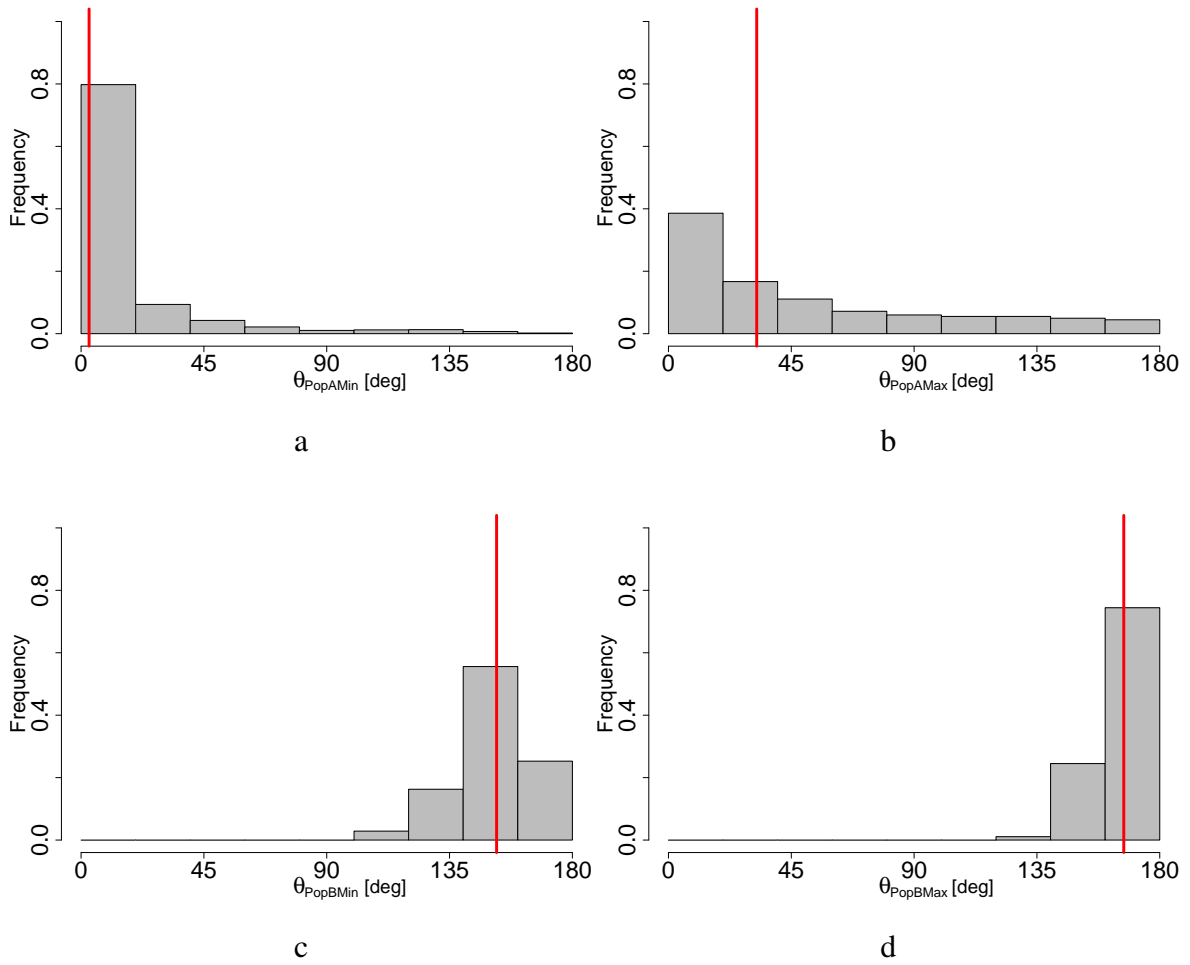 Frequency
0.0 0.4 0.8
0 45 90 135 180
θPopAMin [deg]
a
Frequency
0.0 0.4 0.8
0 45 90 135 180
θPopAMax [deg]
b
Frequency
0.0 0.4 0.8
0 45 90 135 180
θPopBMin [deg]
c
Frequency
0.0 0.4 0.8
0 45 90 135 180
θPopBMax [deg]
d